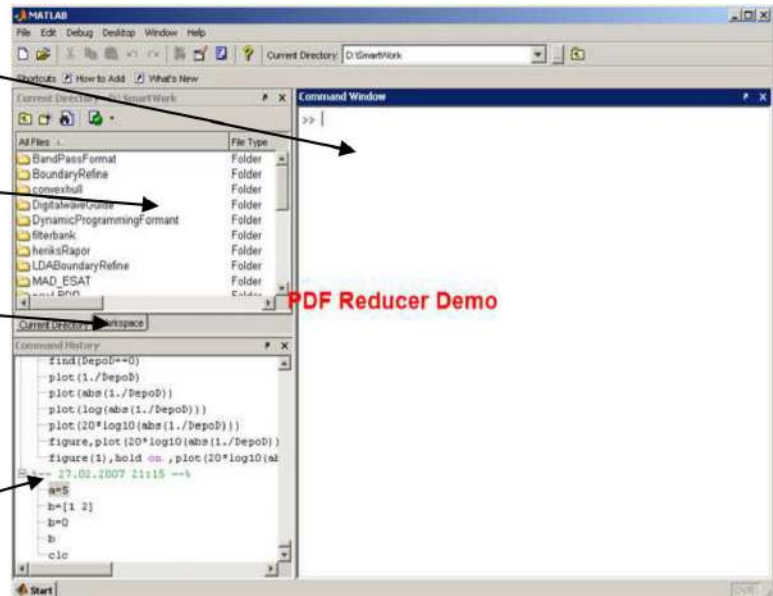 MATLAB
File Edit Debug Desktop Window Help
Current Directory: D:\SmartWork
Shortcuts How to Add What's New
Current Directory - D:\SmartWork
All Files File Type
BandPassFormat Folder
BoundaryRefine Folder
convexhull Folder
DigitalwaveGuide Folder
DynamicProgrammingFormant Folder
filterbank Folder
heriksRapor Folder
LDABoundaryRefine Folder
MAD_ESAT Folder
Current Directory Workspace
Command History
find(DepoD==0)
plot(1./DepoD)
plot(abs(1./DepoD))
plot(log(abs(1./DepoD)))
plot(20*log10(abs(1./DepoD)))
figure,plot(20*log10(abs(1./DepoD))
figure(1),hold on ,plot(20*log10(ab
%-- 27.02.2007 21:15 --%
a=5
b=[1 2]
b=0
b
clc
Start
Command Window
>>
PDF Reducer Demo
OVR